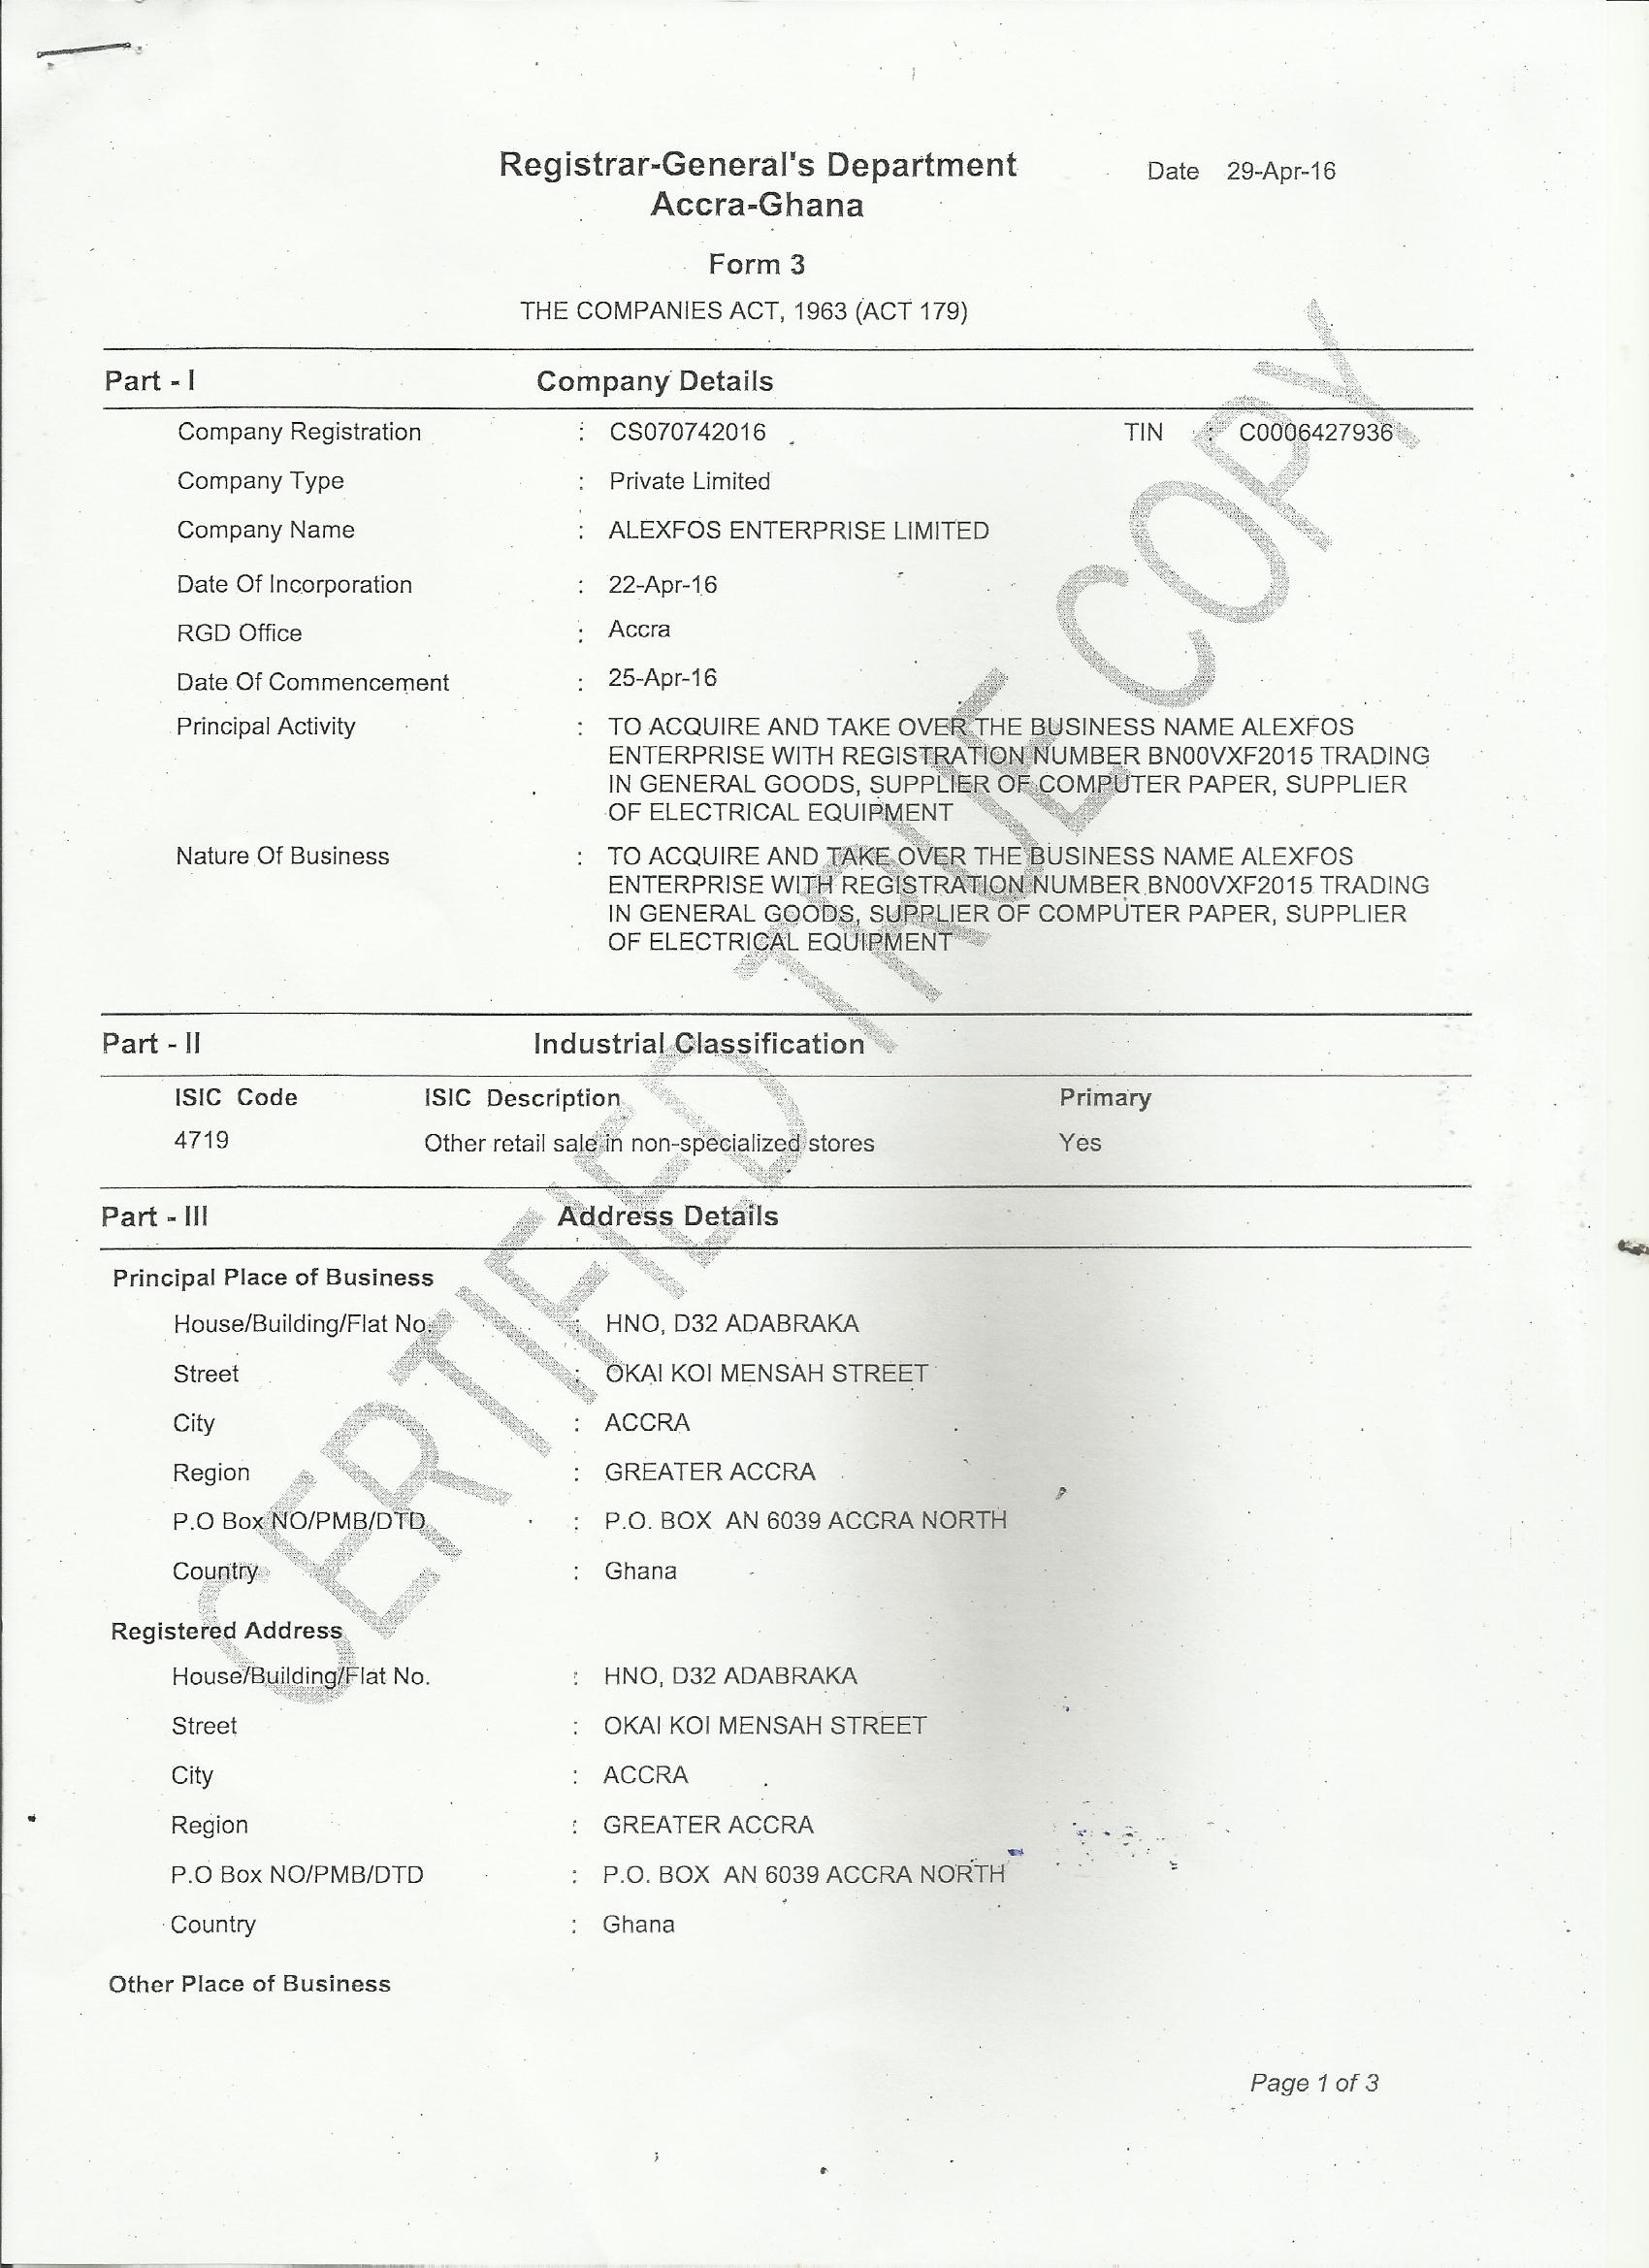 Registrar-General's Department Date 29-Apr-16
Accra-Ghana
Form 3
THE COMPANIES ACT, 1963 (ACT 179)
Part - I Company Details
Company Registration : CS070742016 TIN : C0006427936
Company Type : Private Limited
Company Name : ALEXFOS ENTERPRISE LIMITED
Date Of Incorporation : 22-Apr-16
RGD Office : Accra
Date Of Commencement : 25-Apr-16
Principal Activity : TO ACQUIRE AND TAKE OVER THE BUSINESS NAME ALEXFOS
ENTERPRISE WITH REGISTRATION NUMBER BN00VXF2015 TRADING
IN GENERAL GOODS, SUPPLIER OF COMPUTER PAPER, SUPPLIER
OF ELECTRICAL EQUIPMENT
Nature Of Business : TO ACQUIRE AND TAKE OVER THE BUSINESS NAME ALEXFOS
ENTERPRISE WITH REGISTRATION NUMBER BN00VXF2015 TRADING
IN GENERAL GOODS, SUPPLIER OF COMPUTER PAPER, SUPPLIER
OF ELECTRICAL EQUIPMENT
Part - II Industrial Classification
ISIC Code ISIC Description Primary
4719 Other retail sale in non-specialized stores Yes
Part - III Address Details
Principal Place of Business
House/Building/Flat No. : HNO, D32 ADABRAKA
Street : OKAI KOI MENSAH STREET
City : ACCRA
Region : GREATER ACCRA
P.O Box NO/PMB/DTD : P.O. BOX AN 6039 ACCRA NORTH
Country : Ghana
Registered Address
House/Building/Flat No. : HNO, D32 ADABRAKA
Street : OKAI KOI MENSAH STREET
City : ACCRA
Region : GREATER ACCRA
P.O Box NO/PMB/DTD : P.O. BOX AN 6039 ACCRA NORTH
Country : Ghana
Other Place of Business
Page 1 of 3
CERTIFIED TRUE COPY